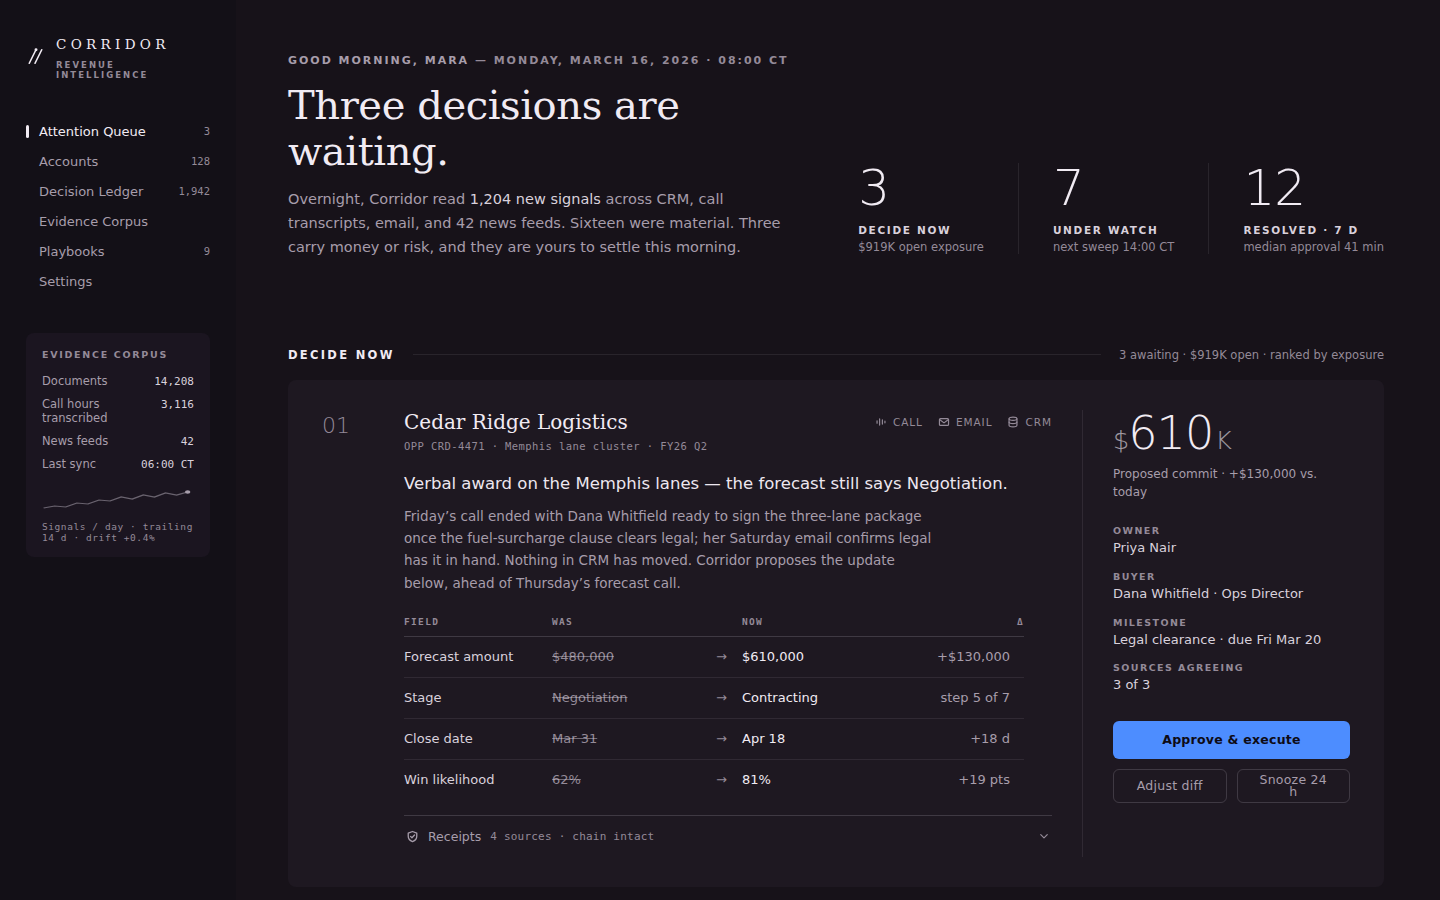 CORRIDOR
REVENUE
INTELLIGENCE
Attention Queue 3
Accounts 128
Decision Ledger 1,942
Evidence Corpus
Playbooks 9
Settings
EVIDENCE CORPUS
Documents 14,208
Call hours transcribed 3,116
News feeds 42
Last sync 06:00 CT
Signals / day · trailing
14 d · drift +0.4%
GOOD MORNING, MARA — MONDAY, MARCH 16, 2026 · 08:00 CT
Three decisions are
waiting.
Overnight, Corridor read 1,204 new signals across CRM, call
transcripts, email, and 42 news feeds. Sixteen were material. Three
carry money or risk, and they are yours to settle this morning.
3
DECIDE NOW
$919K open exposure
7
UNDER WATCH
next sweep 14:00 CT
12
RESOLVED · 7 D
median approval 41 min
DECIDE NOW
3 awaiting · $919K open · ranked by exposure
01
Cedar Ridge Logistics
CALL EMAIL CRM
OPP CRD-4471 · Memphis lane cluster · FY26 Q2
Verbal award on the Memphis lanes — the forecast still says Negotiation.
Friday’s call ended with Dana Whitfield ready to sign the three-lane package
once the fuel-surcharge clause clears legal; her Saturday email confirms legal
has it in hand. Nothing in CRM has moved. Corridor proposes the update
below, ahead of Thursday’s forecast call.
FIELD WAS NOW Δ
Forecast amount $480,000 → $610,000 +$130,000
Stage Negotiation → Contracting step 5 of 7
Close date Mar 31 → Apr 18 +18 d
Win likelihood 62% → 81% +19 pts
Receipts 4 sources · chain intact
$610K
Proposed commit · +$130,000 vs.
today
OWNER
Priya Nair
BUYER
Dana Whitfield · Ops Director
MILESTONE
Legal clearance · due Fri Mar 20
SOURCES AGREEING
3 of 3
Approve & execute
Adjust diff
Snooze 24
h